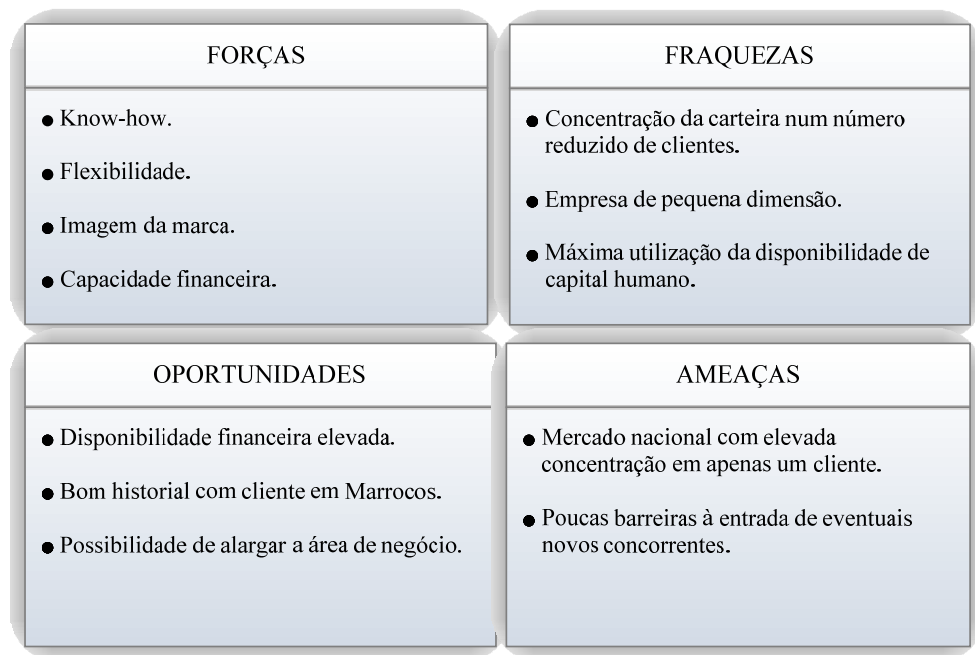 FORÇAS
● Know-how.
● Flexibilidade.
● Imagem da marca.
● Capacidade financeira.
FRAQUEZAS
● Concentração da carteira num número
reduzido de clientes.
● Empresa de pequena dimensão.
● Máxima utilização da disponibilidade de
capital humano.
OPORTUNIDADES
● Disponibilidade financeira elevada.
● Bom historial com cliente em Marrocos.
● Possibilidade de alargar a área de negócio.
AMEAÇAS
● Mercado nacional com elevada
concentração em apenas um cliente.
● Poucas barreiras à entrada de eventuais
novos concorrentes.